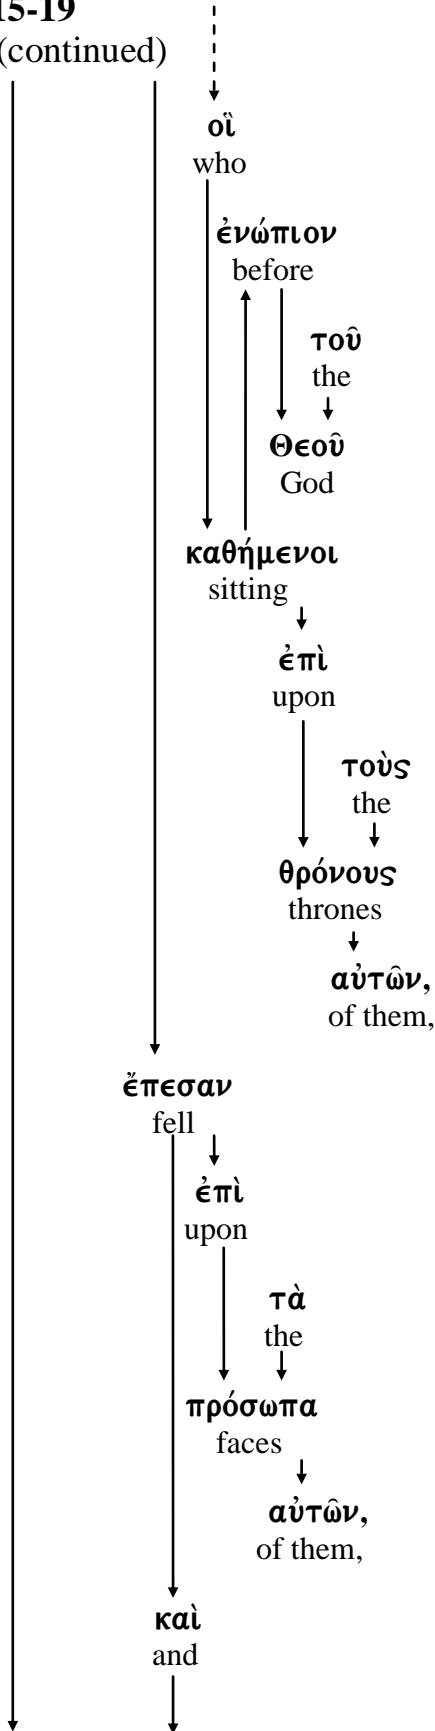 15-19
(continued)
οἳ
who
ἐνώπιον
before
τοῦ
the
Θεοῦ
God
καθήμενοι
sitting
ἐπὶ
upon
τοὺς
the
θρόνους
thrones
αὐτῶν,
of them,
ἔπεσαν
fell
ἐπὶ
upon
τὰ
the
πρόσωπα
faces
αὐτῶν,
of them,
καὶ
and